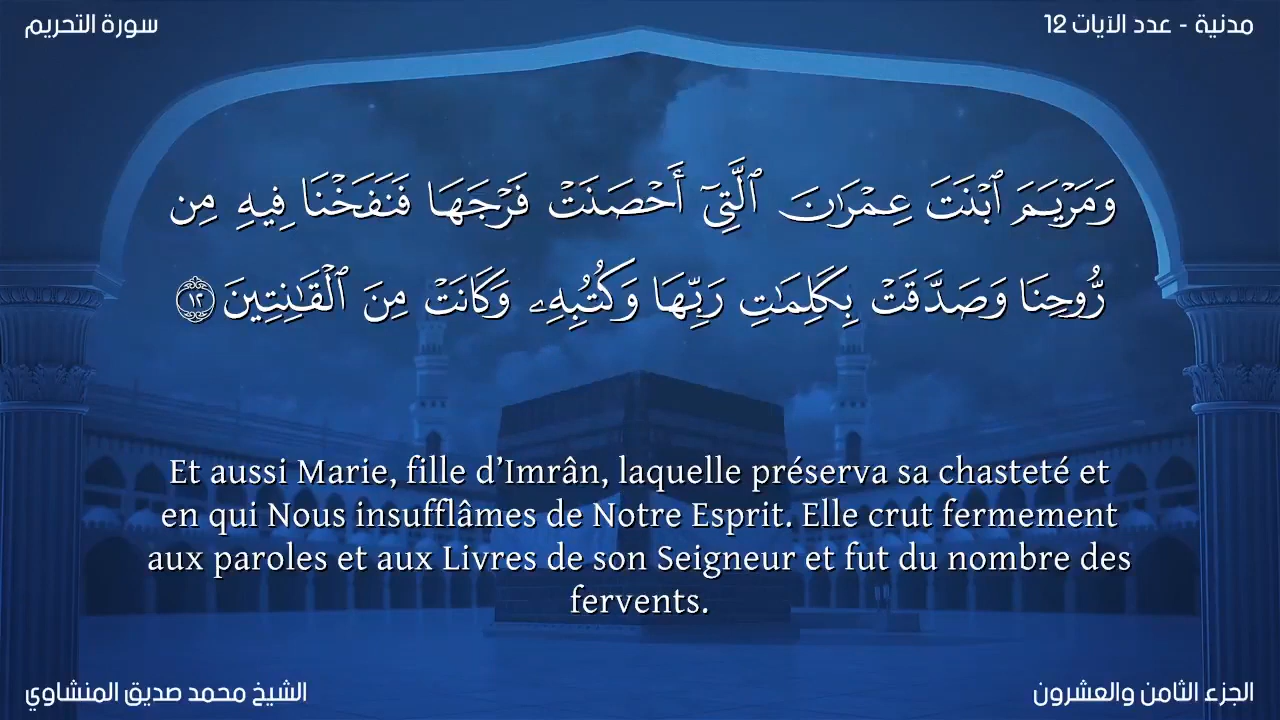 سورة التحريم
مدنية - عدد الآيات 12
وَمَرْيَمَ ٱبْنَتَ عِمْرَٰنَ ٱلَّتِىٓ أَحْصَنَتْ فَرْجَهَا فَنَفَخْنَا فِيهِ مِن
رُّوحِنَا وَصَدَّقَتْ بِكَلِمَٰتِ رَبِّهَا وَكُتُبِهِۦ وَكَانَتْ مِنَ ٱلْقَٰنِتِينَ ١٢
Et aussi Marie, fille d’Imrân, laquelle préserva sa chasteté et
en qui Nous insufflâmes de Notre Esprit. Elle crut fermement
aux paroles et aux Livres de son Seigneur et fut du nombre des
fervents.
الشيخ محمد صديق المنشاوي
الجزء الثامن والعشرون